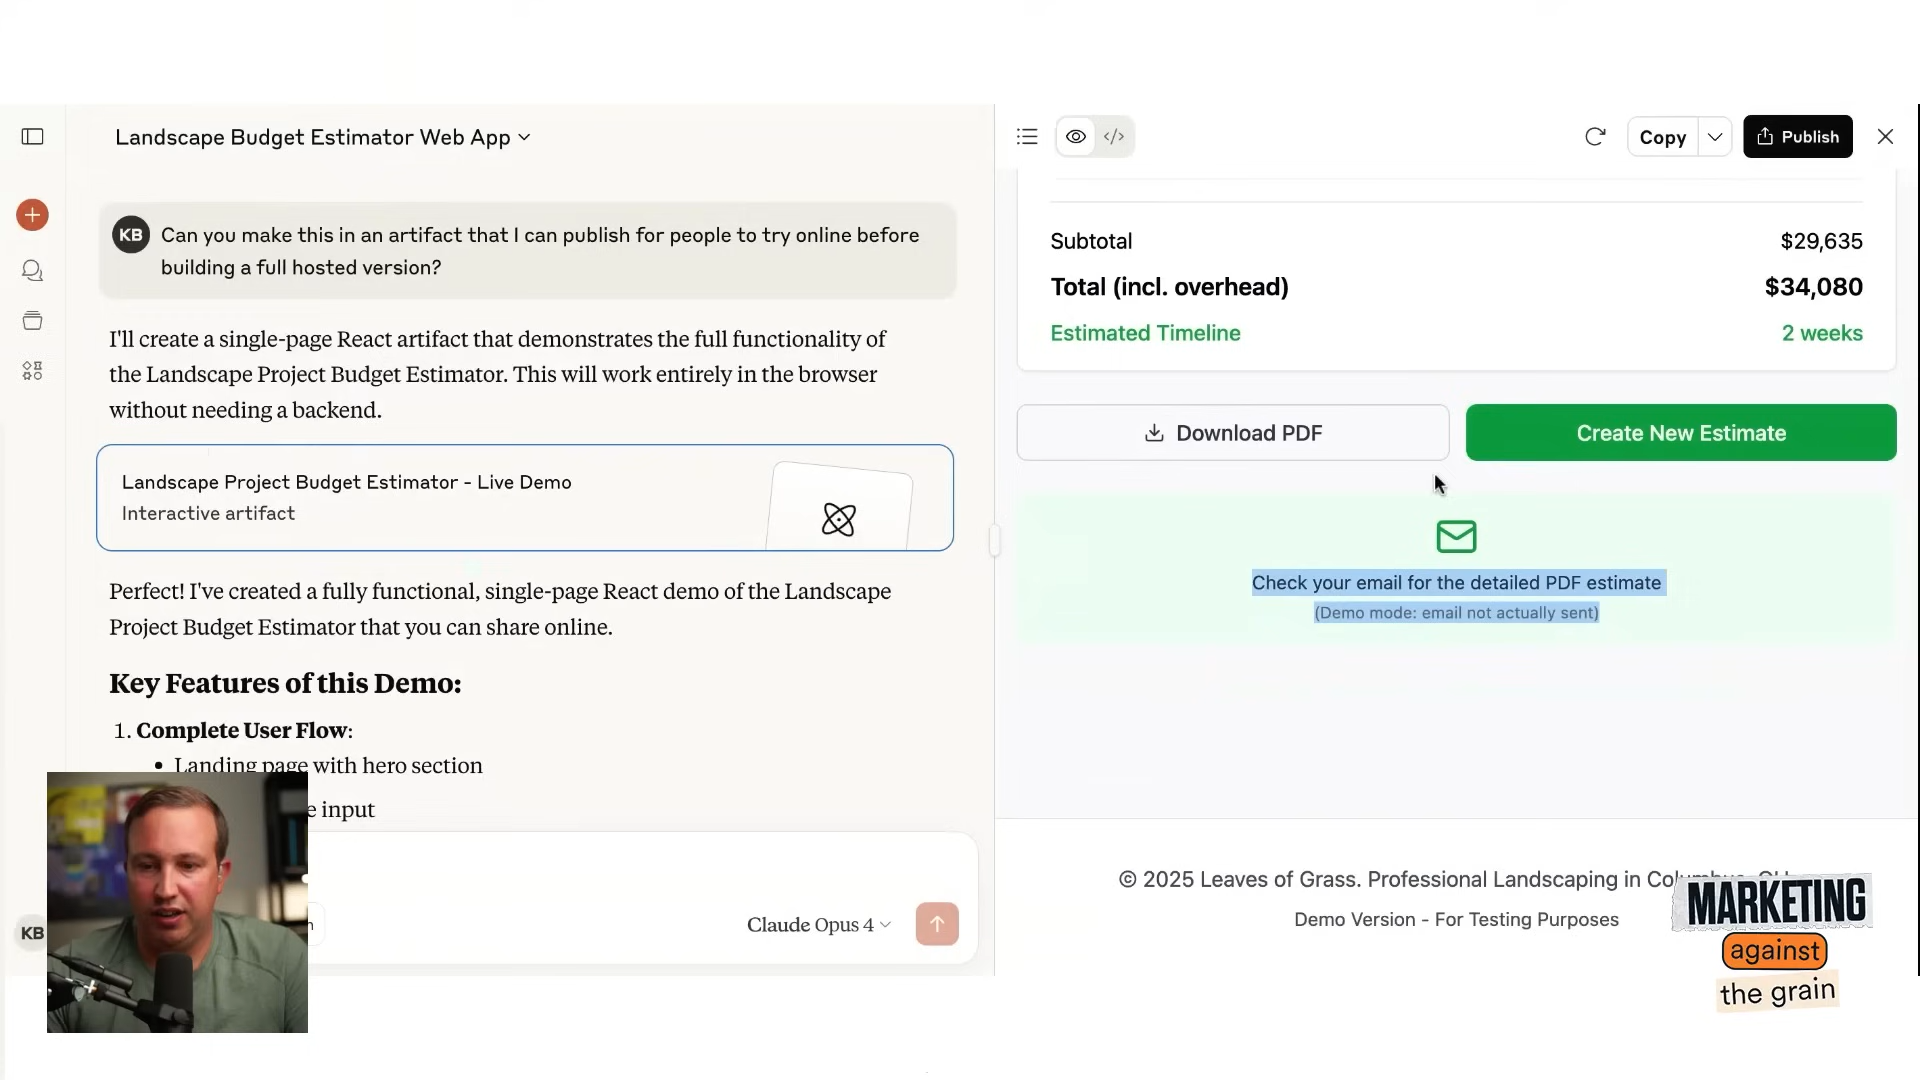 Landscape Budget Estimator Web App
KB
Can you make this in an artifact that I can publish for people to try online before
building a full hosted version?
I'll create a single-page React artifact that demonstrates the full functionality of
the Landscape Project Budget Estimator. This will work entirely in the browser
without needing a backend.
Landscape Project Budget Estimator - Live Demo
Interactive artifact
Perfect! I've created a fully functional, single-page React demo of the Landscape
Project Budget Estimator that you can share online.
Key Features of this Demo:
1. Complete User Flow:
• Landing page with hero section
input
Claude Opus 4
KB
Copy
Publish
Subtotal $29,635
Total (incl. overhead) $34,080
Estimated Timeline 2 weeks
Download PDF
Create New Estimate
Check your email for the detailed PDF estimate
(Demo mode: email not actually sent)
© 2025 Leaves of Grass. Professional Landscaping in
Demo Version - For Testing Purposes
MARKETING
against
the grain